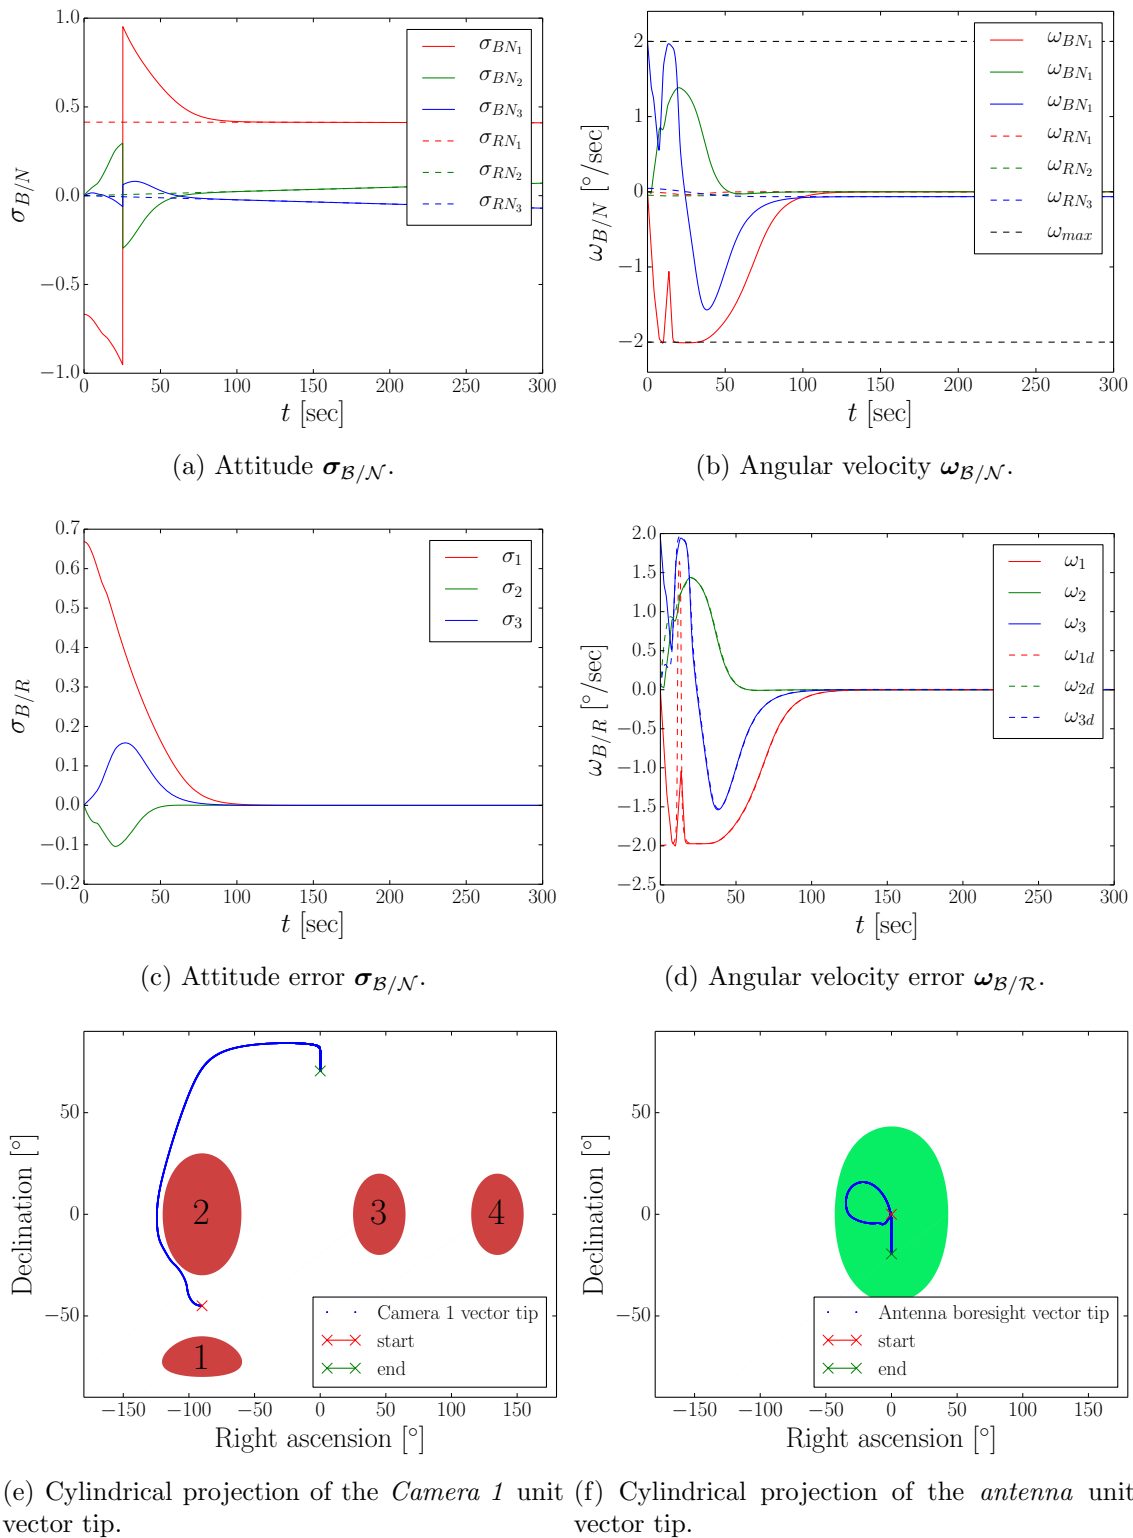 1.0
0.5
0.0
−0.5
−1.0
σB/N
0 50 100 150 200 250 300
t [sec]
σBN1
σBN2
σBN3
σRN1
σRN2
σRN3
(a) Attitude σB/N.
2
1
0
−1
−2
ωB/N [°/sec]
0 50 100 150 200 250 300
t [sec]
ωBN1
ωBN1
ωBN1
ωRN1
ωRN2
ωRN3
ωmax
(b) Angular velocity ωB/N.
0.7
0.6
0.5
0.4
0.3
0.2
0.1
0.0
−0.1
−0.2
σB/R
0 50 100 150 200 250 300
t [sec]
σ1
σ2
σ3
(c) Attitude error σB/N.
2.0
1.5
1.0
0.5
0.0
−0.5
−1.0
−1.5
−2.0
−2.5
ωB/R [°/sec]
0 50 100 150 200 250 300
t [sec]
ω1
ω2
ω3
ω1d
ω2d
ω3d
(d) Angular velocity error ωB/R.
50
0
−50
Declination [°]
−150 −100 −50 0 50 100 150
Right ascension [°]
2
3
4
1
Camera 1 vector tip
start
end
(e) Cylindrical projection of the Camera 1 unit
vector tip.
50
0
−50
Declination [°]
−150 −100 −50 0 50 100 150
Right ascension [°]
Antenna boresight vector tip
start
end
(f) Cylindrical projection of the antenna unit
vector tip.